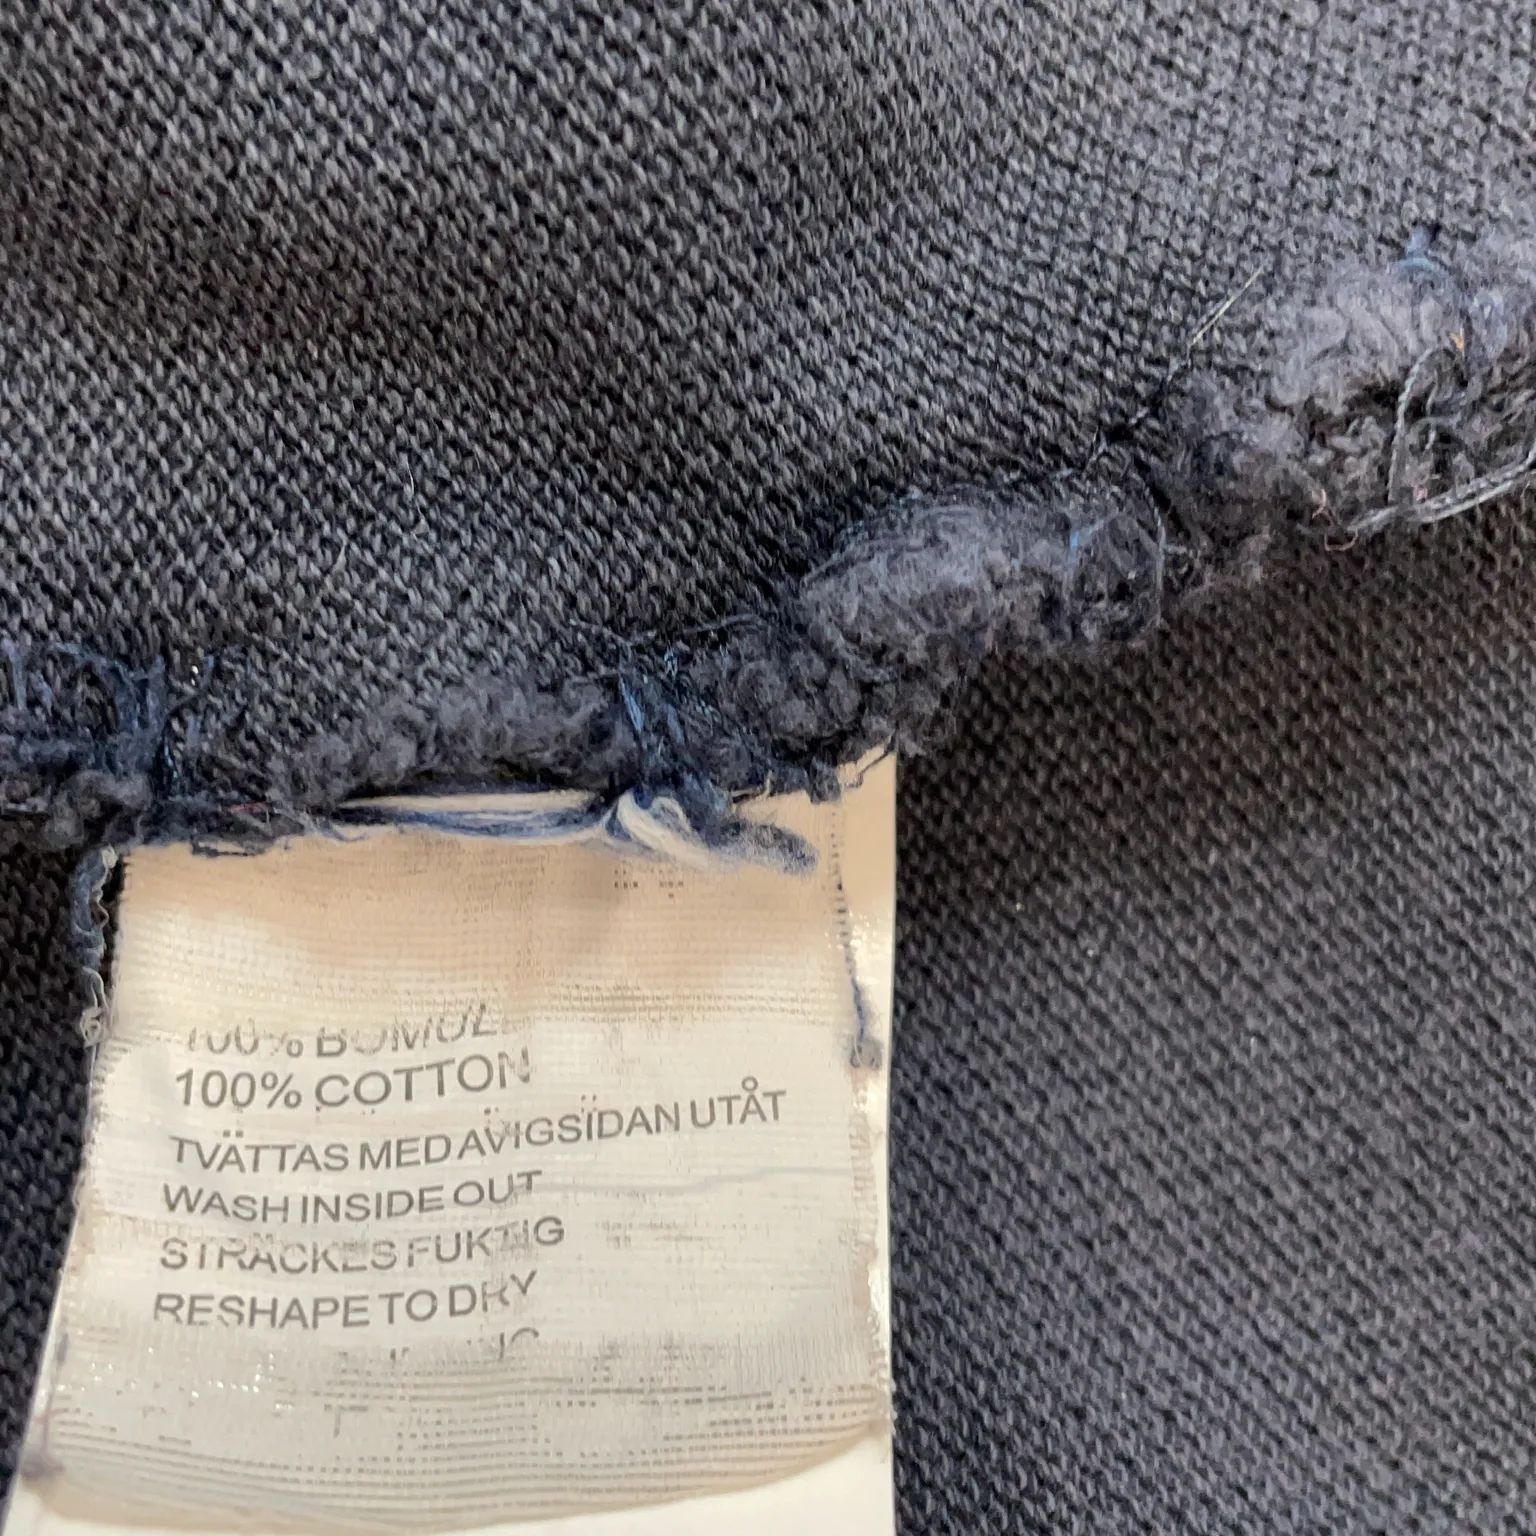 100% BOMULL
100% COTTON
TVÄTTAS MED AVIGSIDAN UTÅT
WASH INSIDE OUT
STRÄCKES FUKTIG
RESHAPE TO DRY